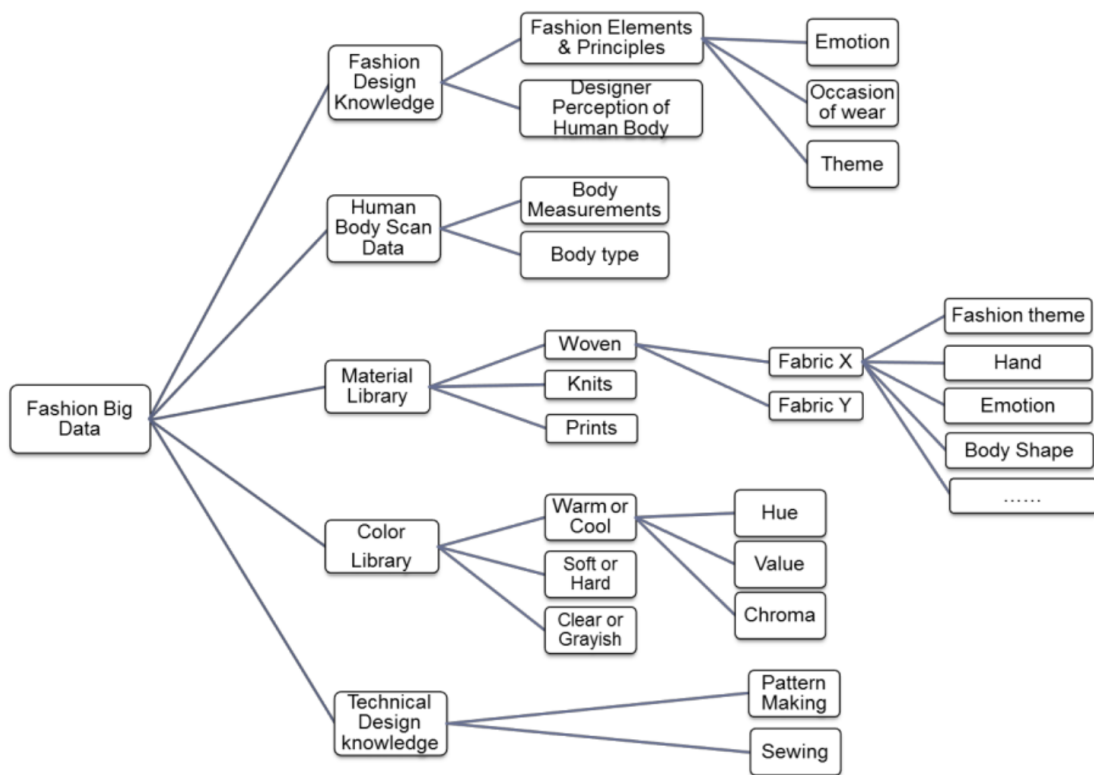 Fashion Big
Data
Fashion
Design
Knowledge
Fashion Elements
& Principles
Designer
Perception of
Human Body
Emotion
Occasion
of wear
Theme
Human
Body Scan
Data
Body
Measurements
Body type
Material
Library
Woven
Knits
Prints
Fabric X
Fabric Y
Fashion theme
Hand
Emotion
Body Shape
......
Color
Library
Warm or
Cool
Soft or
Hard
Clear or
Grayish
Hue
Value
Chroma
Technical
Design
knowledge
Pattern
Making
Sewing